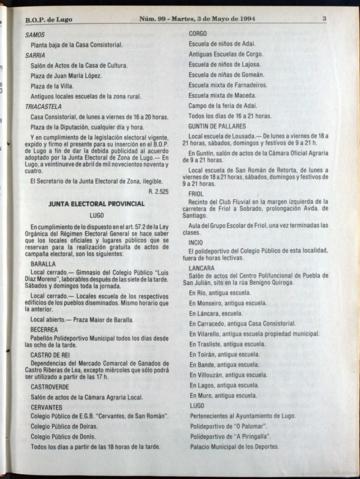 B.O.P. de Lugo
Núm. 99 - Martes, 3 de Mayo de 1994
3
SAMOS
Planta baja de la Casa Consistorial.
SARRIA
Salón de Actos de la Casa de Cultura.
Plaza de Juan María López.
Plaza de la Villa.
Antiguos locales escuelas de la zona rural.
TRIACASTELA
Casa Consistorial, de lunes a viernes de 16 a 20 horas.
Plaza de la Diputación, cualquier día y hora.
Y en cumplimiento de la legislación electoral vigente,
expido y firmo el presente para su inserción en el B.O.P.
de Lugo a fin de dar la debida publicidad al acuerdo
adoptado por la Junta Electoral de Zona de Lugo.— En
Lugo, a veintinueve de abril de mil novecientos noventa y
cuatro.
El Secretario de la Junta Electoral de Zona, ilegible.
R. 2.525
JUNTA ELECTORAL PROVINCIAL
LUGO
En cumplimiento de lo dispuesto en el art. 57.2 de la Ley
Orgánica del Régimen Electoral General se hace saber
que los locales oficiales y lugares públicos que se
reservan para la realización gratuita de actos de
campaña electoral, son los siguientes:
BARALLA
Local cerrado.— Gimnasio del Colegio Público "Luis
Díaz Moreno", laborables después de las siete de la tarde.
Sábados y domingos toda la jornada.
Local cerrado.— Locales escuela de los respectivos
edificios de los pueblos diseminados. Mismo horario que
la anterior.
Local abierto.— Praza Maior de Baralla.
BECERREA
Pabellón Polideportivo Municipal todos los días desde
las ocho de la tarde.
CASTRO DE REI
Dependencias del Mercado Comarcal de Ganados de
Castro Riberas de Lea, excepto miércoles que sólo podrá
ser utilizado a partir de las 17 h.
CASTROVERDE
Salón de actos de la Cámara Agraria Local.
CERVANTES
Colegio Público de E.G.B. "Cervantes, de San Román".
Colegio Público de Doiras.
Colegio Público de Donís.
Todos los días a partir de las 18 horas de la tarde.
CORGO
Escuela de niños de Adai.
Antiguas Escuelas de Corgo.
Escuela de niños de Lajosa.
Escuela de niñas de Gomeán.
Escuela mixta de Farnadeiros.
Escuela mixta de Maceda.
Campo de la feria de Adai.
Todos los días de 16 a 21 horas.
GUNTIN DE PALLARES
Local escuela de Lousada.— De lunes a viernes de 18 a
21 horas, sábados, domingos y festivos de 9 a 21 h.
En Guntín, salón de actos de la Cámara Oficial Agraria
de 9 a 21 horas.
Local escuela de San Román de Retorta, de lunes a
viernes de 18 a 21 horas, sábados, domingos y festivos
de 9 a 21 horas.
FRIOL
Recinto del Club Fluvial en la margen izquierda de la
carretera de Friol a Sobrado, prolongación Avda. de
Santiago.
Aula del Grupo Escolar de Friol, una vez terminadas las
clases.
INCIO
El polideportivo del Colegio Público de esta localidad,
fuera de horas lectivas.
LANCARA
Salón de actos del Centro Polifuncional de Puebla de
San Julián, sito en la rúa Benigno Quiroga.
En Río, antigua escuela.
En Monseiro, antigua escuela.
En Láncara, escuela.
En Carracedo, antigua Casa Consistorial.
En Vilarello, antigua escuela propiedad municipal.
En Trasliste, antigua escuela.
En Toirán, antigua escuela.
En Bande, antigua escuela.
En Villouzán, antigua escuela.
En Lagos, antigua escuela.
En Muro, antigua escuela.
LUGO
Pertenecientes al Ayuntamiento de Lugo.
Polideportivo de "O Palomar".
Polideportivo de "A Piringalla".
Palacio Municipal de los Deportes.